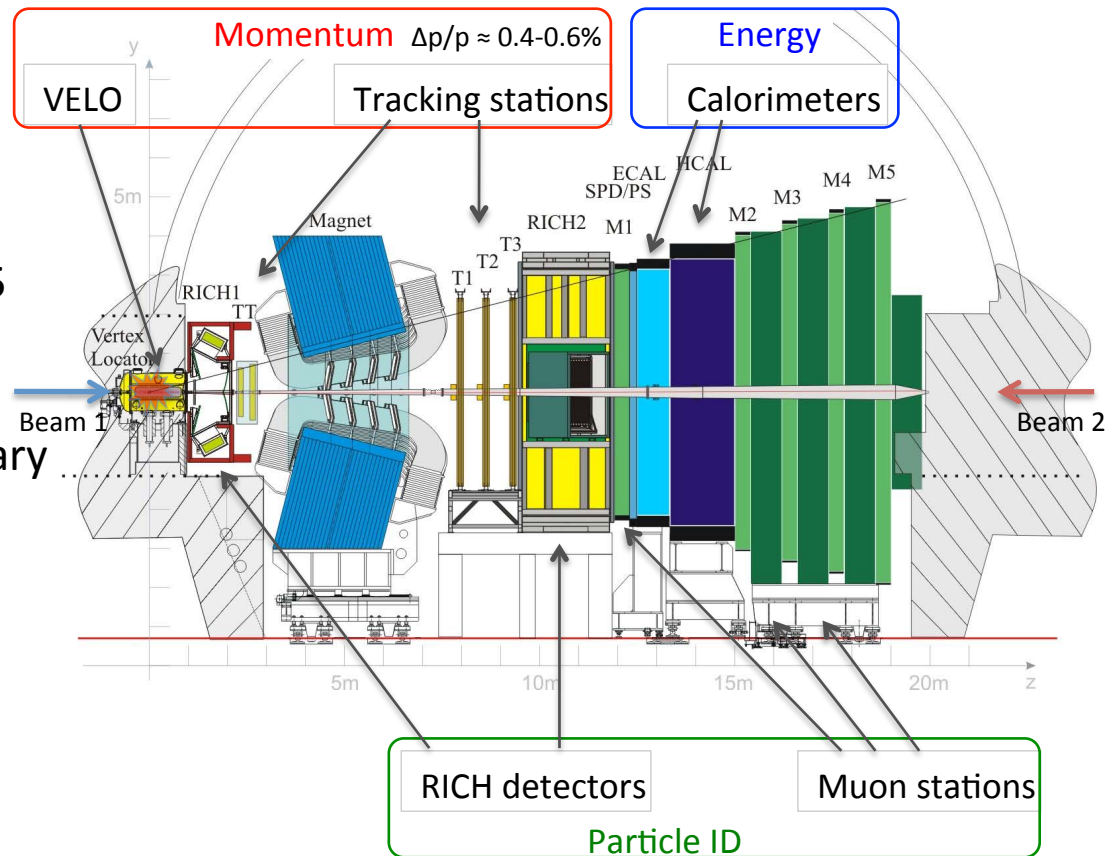 Momentum Δp/p ≈ 0.4-0.6%
Energy
VELO
Tracking stations
Calorimeters
y
5m
Magnet
SPD/PS
ECAL
HCAL
M1
M2
M3
M4
M5
RICH2
T1
T2
T3
5
RICH1
TT
Vertex
Locator
Beam 1
Beam 2
ary
5m
10m
15m
20m
z
RICH detectors
Muon stations
Particle ID